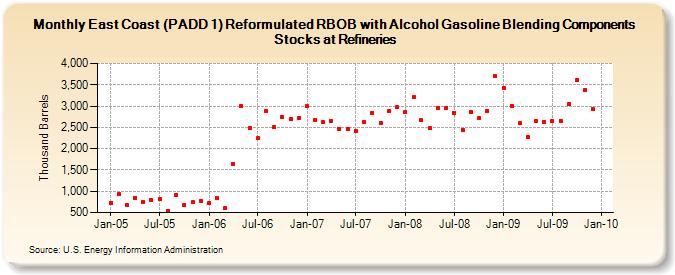 Monthly East Coast (PADD 1) Reformulated RBOB with Alcohol Gasoline Blending Components
Stocks at Refineries
Thousand Barrels
4,000
3,500
3,000
2,500
2,000
1,500
1,000
500
Jan-05 Jul-05 Jan-06 Jul-06 Jan-07 Jul-07 Jan-08 Jul-08 Jan-09 Jul-09 Jan-10
Source: U.S. Energy Information Administration